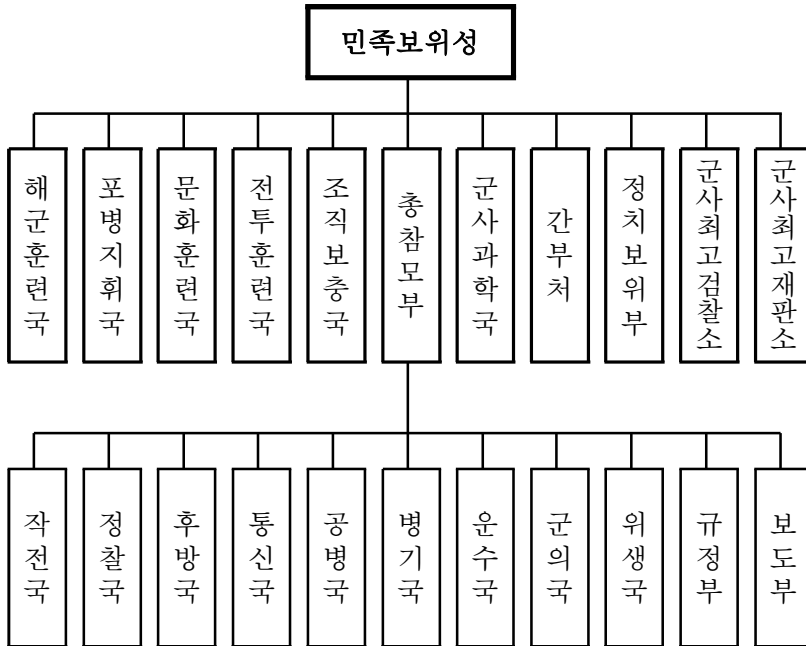 민족보위성
해군훈련국
포병지휘국
문화훈련국
전투훈련국
조직보충국
총참모부
군사과학국
간부처
정치보위부
군사최고검찰소
군사최고재판소
작전국
정찰국
후방국
통신국
공병국
병기국
운수국
군의국
위생국
규정부
보도부